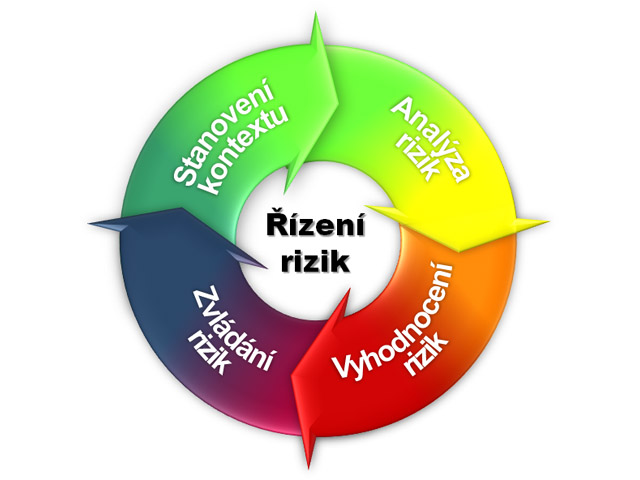 Stanovení
kontextu
Analýza
rizik
Řízení
rizik
Zvládání
rizik
Vyhodnocení
rizik